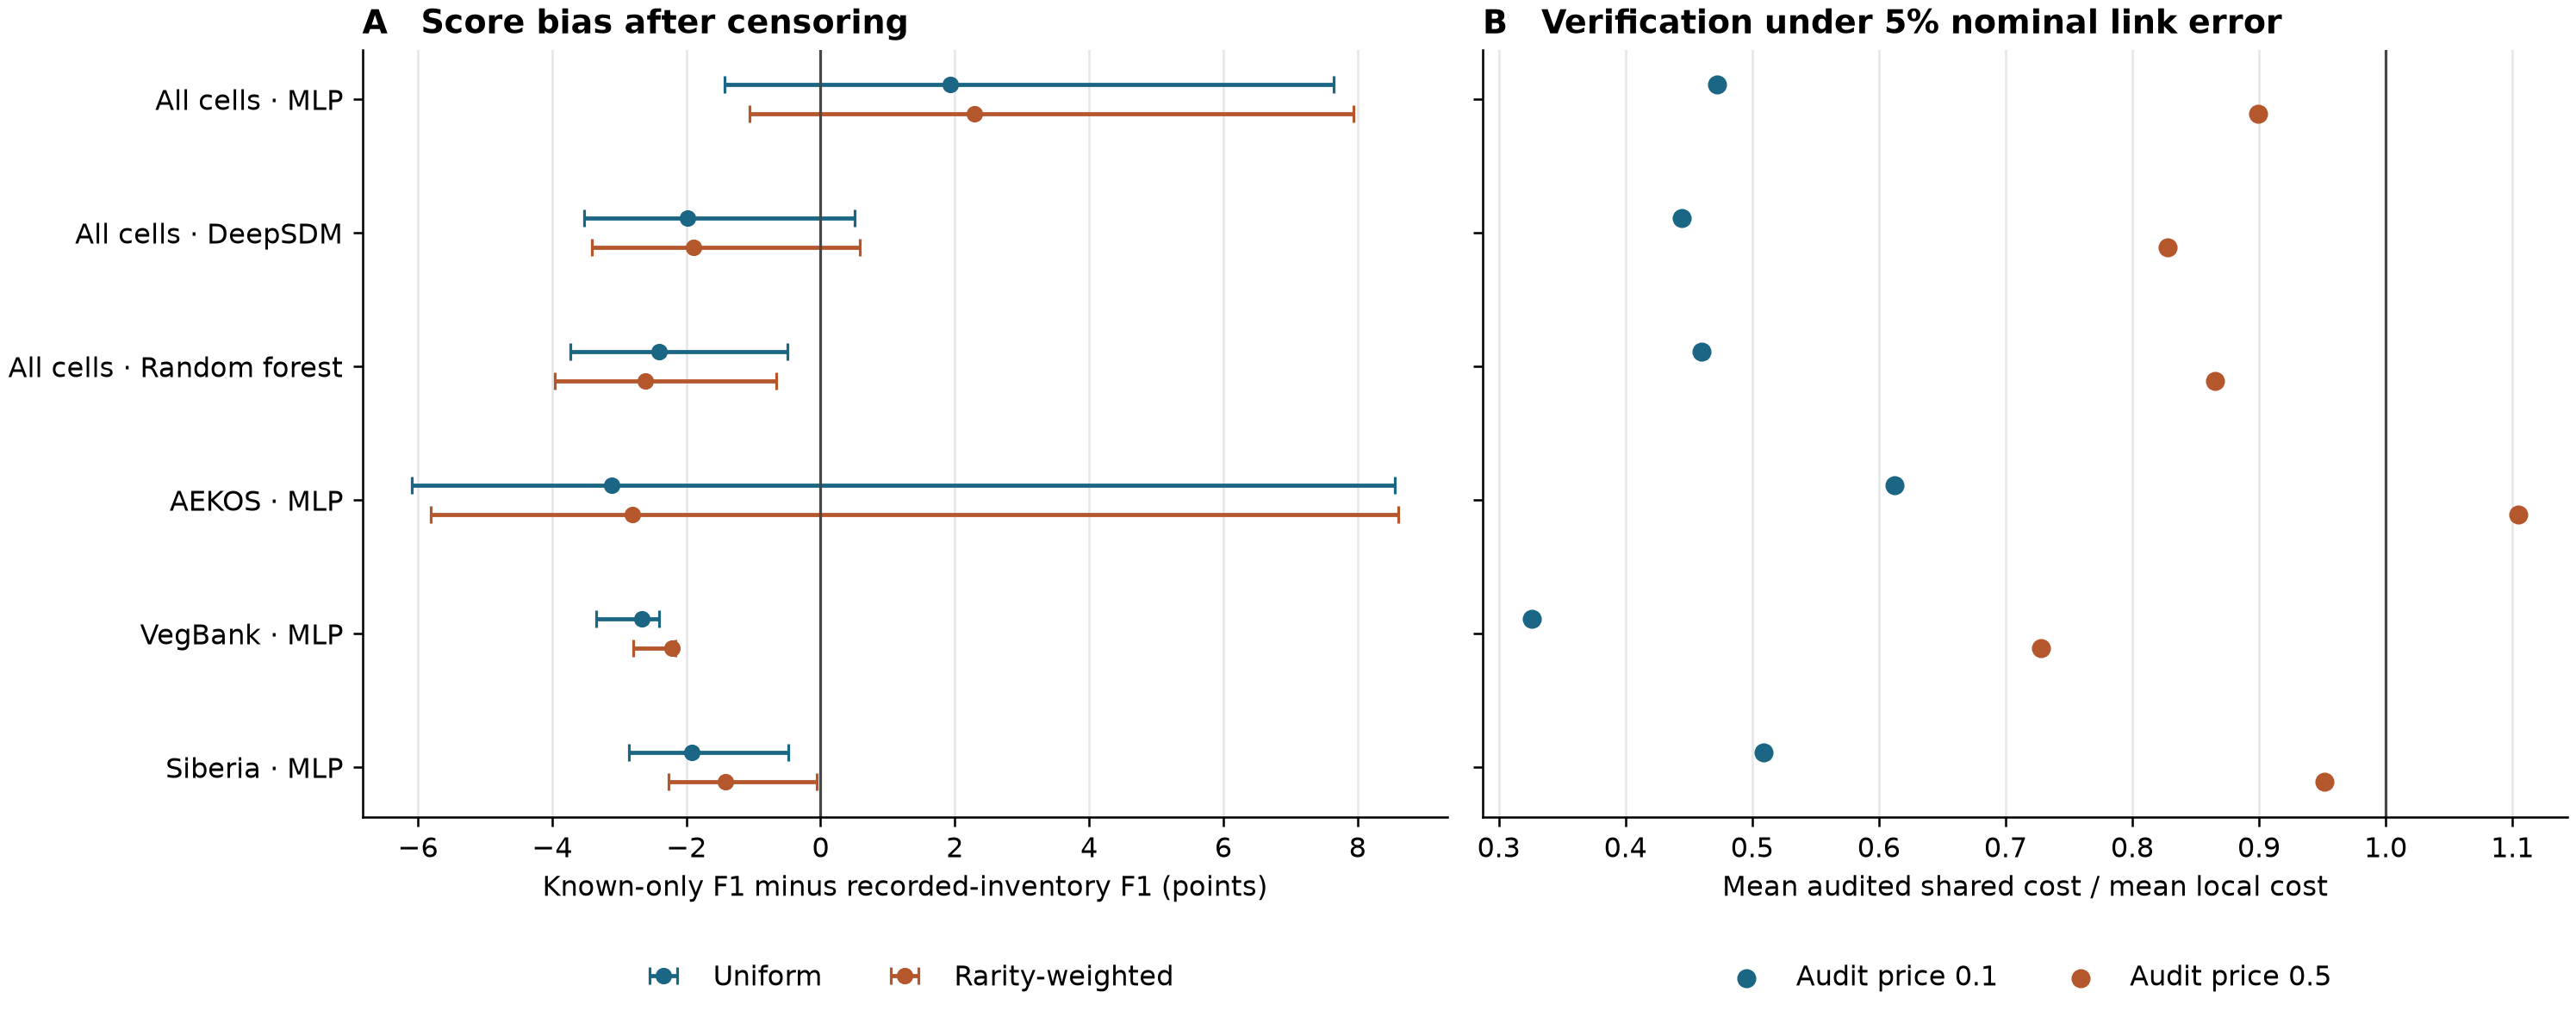 A Score bias after censoring
All cells · MLP
All cells · DeepSDM
All cells · Random forest
AEKOS · MLP
VegBank · MLP
Siberia · MLP
−6 −4 −2 0 2 4 6 8
Known-only F1 minus recorded-inventory F1 (points)
Uniform Rarity-weighted
B Verification under 5% nominal link error
0.3 0.4 0.5 0.6 0.7 0.8 0.9 1.0 1.1
Mean audited shared cost / mean local cost
Audit price 0.1 Audit price 0.5